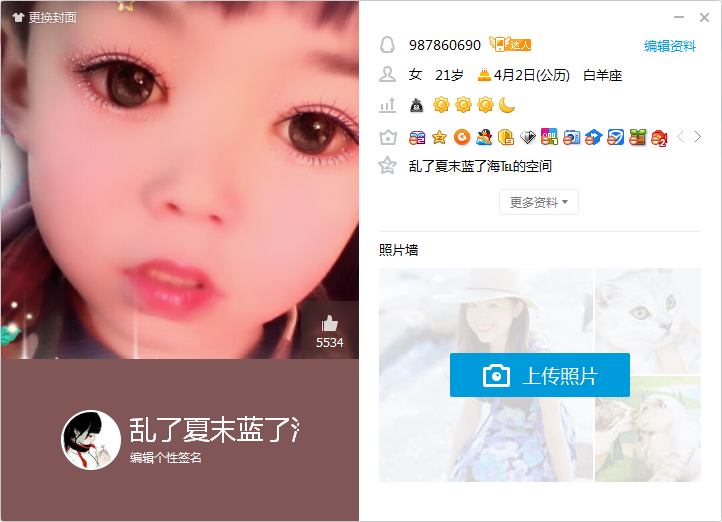 更换封面
5534
乱了夏末蓝了
编辑个性签名
987860690 达人
编辑资料
女 21岁 4月2日(公历) 白羊座
乱了夏末蓝了海℡的空间
更多资料
照片墙
上传照片